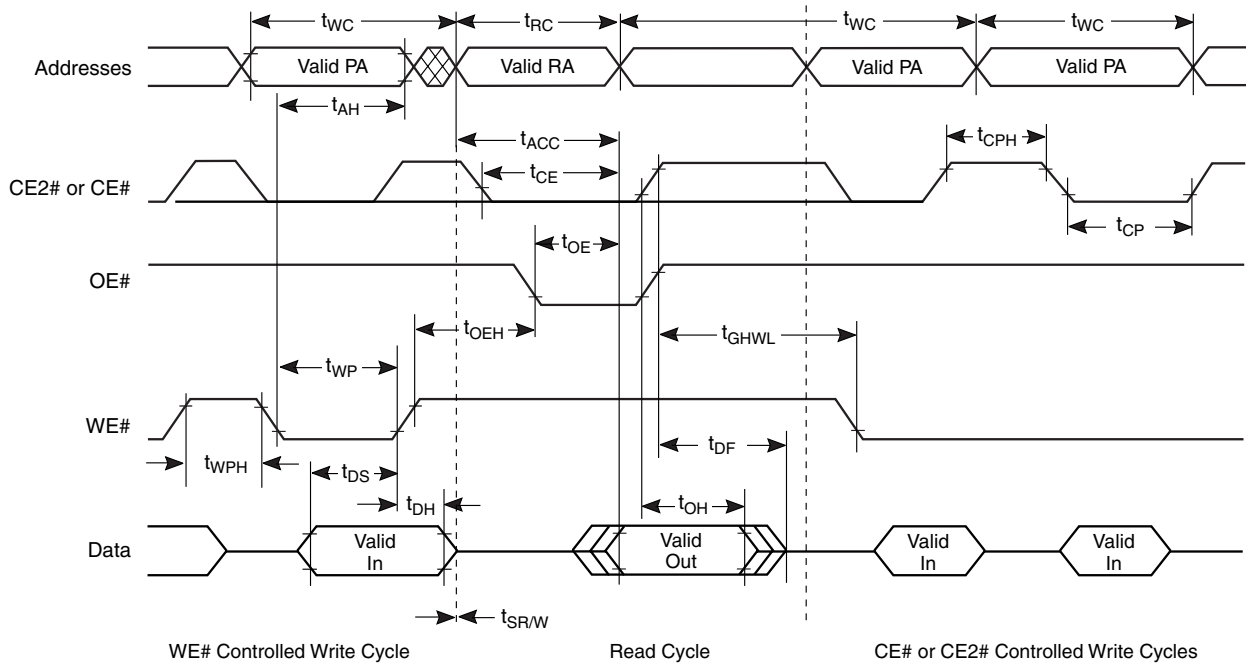 tWC tRC tWC tWC
Addresses Valid PA Valid RA Valid PA Valid PA
tAH
tACC tCPH
CE2# or CE# tCE
tCP
tOE
OE#
tOEH tGHWL
tWP
WE#
tWPH tDS tDF
tDH tOH
Data Valid In Valid Out Valid In Valid In
tSR/W
WE# Controlled Write Cycle Read Cycle CE# or CE2# Controlled Write Cycles